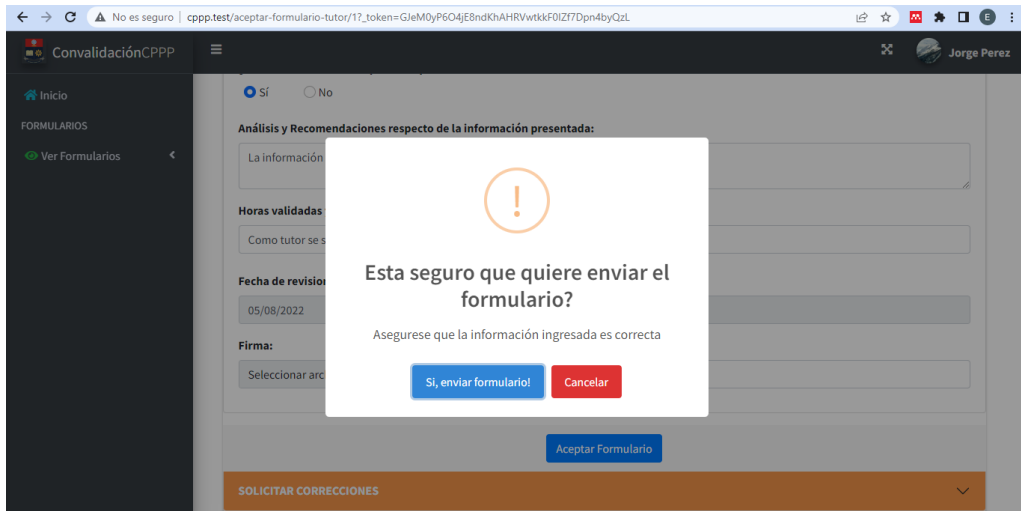 No es seguro | cppp.test/aceptar-formulario-tutor/1?_token=GJeM0yP6O4jE8ndKhAHRVwtkkF0IZf7Dpn4byQzL
E
ConvalidaciónCPPP
Jorge Perez
Inicio
FORMULARIOS
Ver Formularios
Sí
No
Análisis y Recomendaciones respecto de la información presentada:
La información
Horas validadas
Como tutor se s
Fecha de revision
05/08/2022
Firma:
Seleccionar arc
!
Esta seguro que quiere enviar el
formulario?
Asegurese que la información ingresada es correcta
Si, enviar formulario!
Cancelar
Aceptar Formulario
SOLICITAR CORRECCIONES